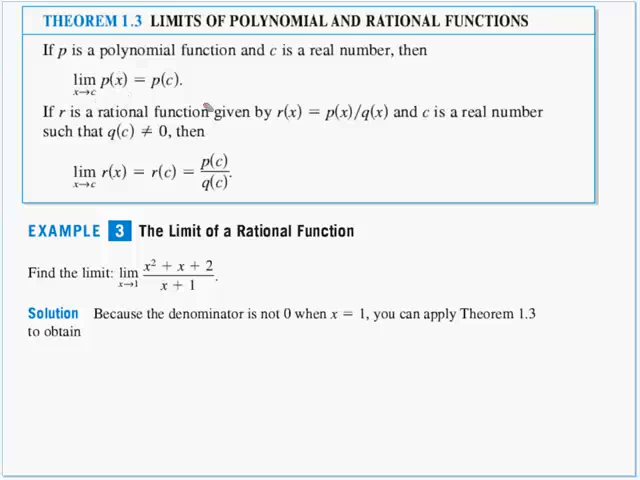 THEOREM 1.3 LIMITS OF POLYNOMIAL AND RATIONAL FUNCTIONS
If p is a polynomial function and c is a real number, then
lim x→c p(x) = p(c).
If r is a rational function given by r(x) = p(x)/q(x) and c is a real number
such that q(c) ≠ 0, then
lim x→c r(x) = r(c) = p(c)/q(c).
EXAMPLE 3 The Limit of a Rational Function
Find the limit: lim x→1 (x² + x + 2)/(x + 1).
Solution Because the denominator is not 0 when x = 1, you can apply Theorem 1.3
to obtain